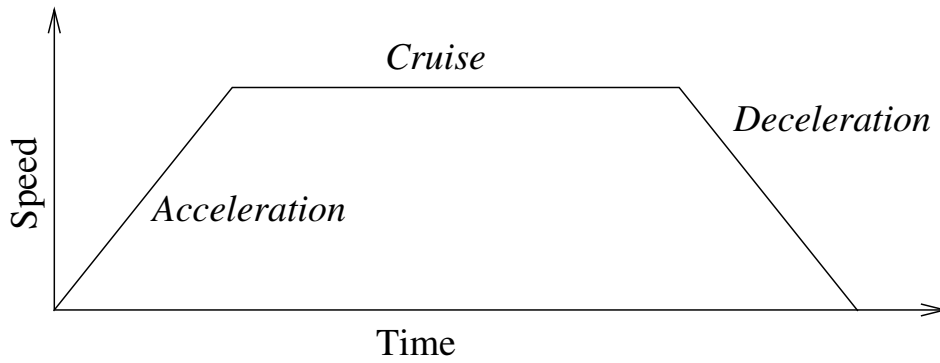 Cruise
Deceleration
Acceleration
Speed
Time